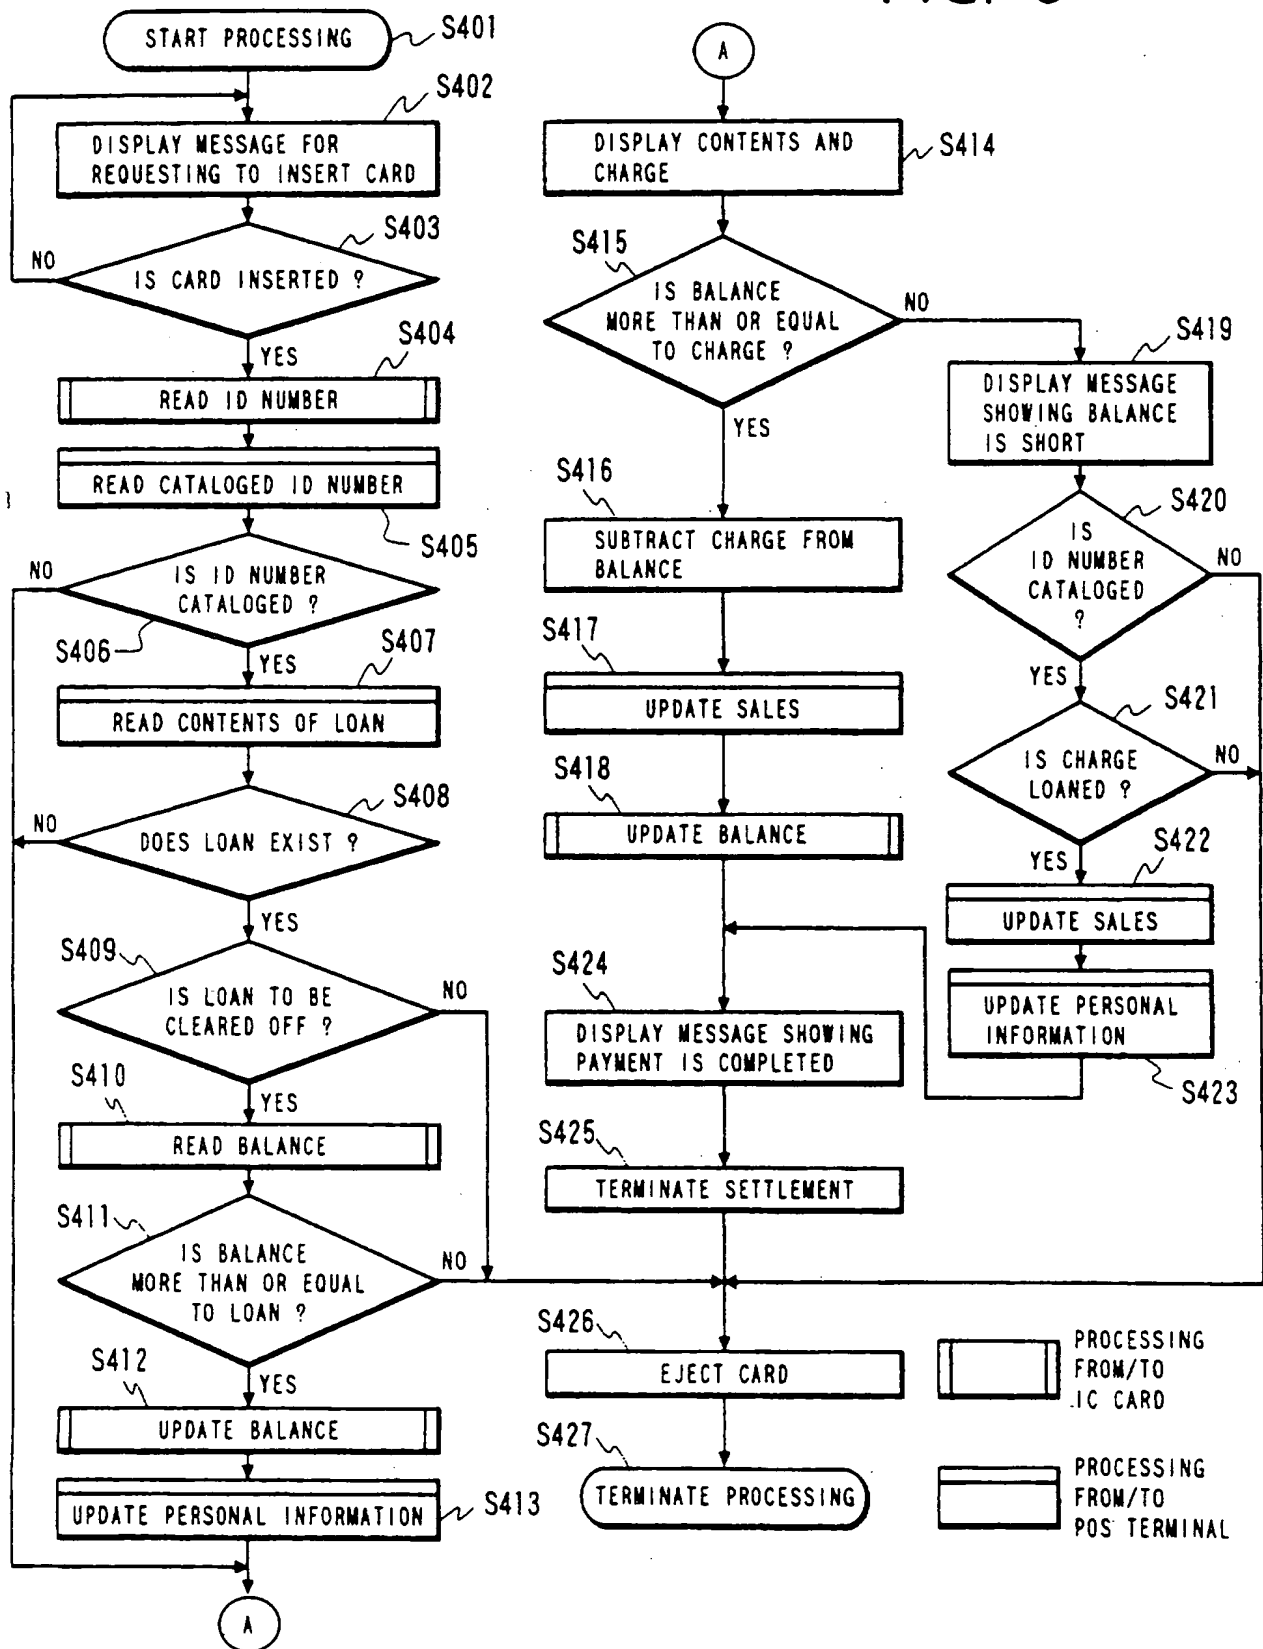 START PROCESSING
S401
S402
DISPLAY MESSAGE FOR
REQUESTING TO INSERT CARD
S403
NO
IS CARD INSERTED ?
YES
S404
READ ID NUMBER
READ CATALOGED ID NUMBER
S405
NO
IS ID NUMBER
CATALOGED ?
S406
YES
S407
READ CONTENTS OF LOAN
S408
NO
DOES LOAN EXIST ?
YES
S409
IS LOAN TO BE
CLEARED OFF ?
NO
S410
YES
READ BALANCE
S411
IS BALANCE
MORE THAN OR EQUAL
TO LOAN ?
NO
S412
YES
UPDATE BALANCE
UPDATE PERSONAL INFORMATION
S413
A
A
DISPLAY CONTENTS AND
CHARGE
S414
S415
IS BALANCE
MORE THAN OR EQUAL
TO CHARGE ?
NO
YES
S416
SUBTRACT CHARGE FROM
BALANCE
S417
UPDATE SALES
S418
UPDATE BALANCE
S424
DISPLAY MESSAGE SHOWING
PAYMENT IS COMPLETED
S425
TERMINATE SETTLEMENT
S426
EJECT CARD
S427
TERMINATE PROCESSING
S419
DISPLAY MESSAGE
SHOWING BALANCE
IS SHORT
S420
IS
ID NUMBER
CATALOGED
?
NO
YES
S421
IS CHARGE
LOANED ?
NO
YES
S422
UPDATE SALES
UPDATE PERSONAL
INFORMATION
S423
PROCESSING
FROM/TO
IC CARD
PROCESSING
FROM/TO
POS TERMINAL